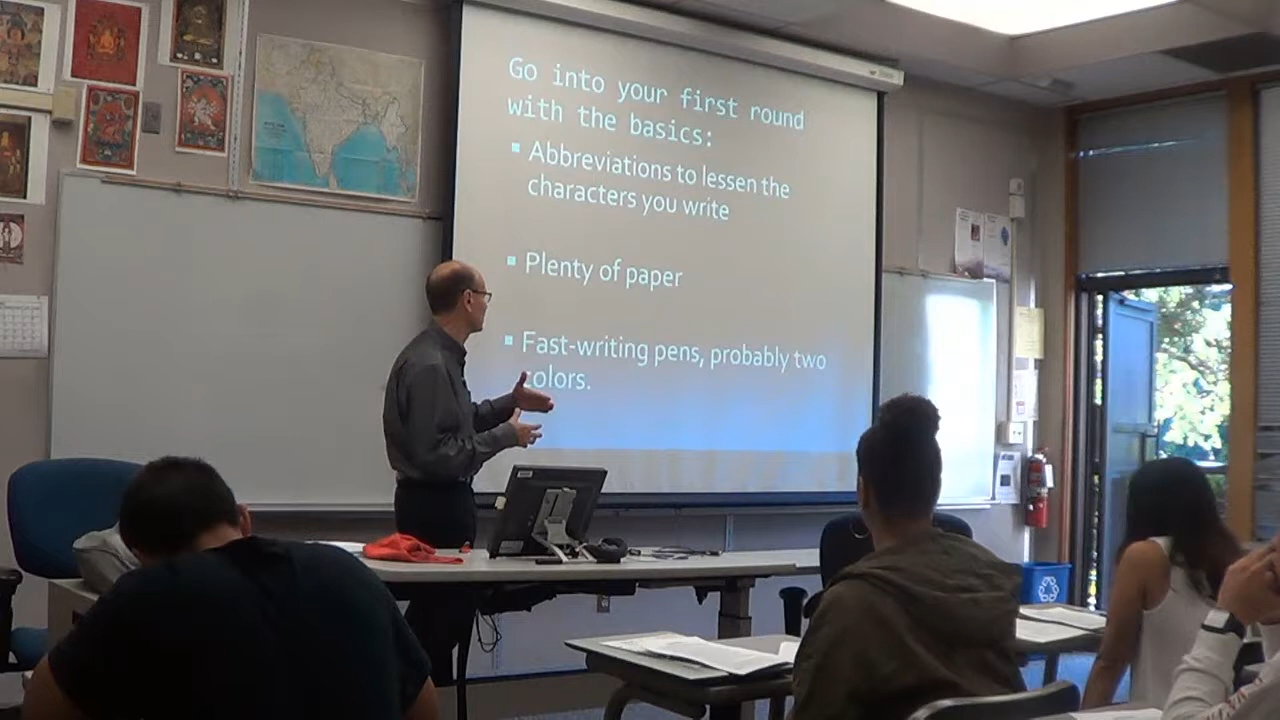 Go into your first round
with the basics:
▪ Abbreviations to lessen the
characters you write
▪ Plenty of paper
▪ Fast-writing pens, probably two
colors.